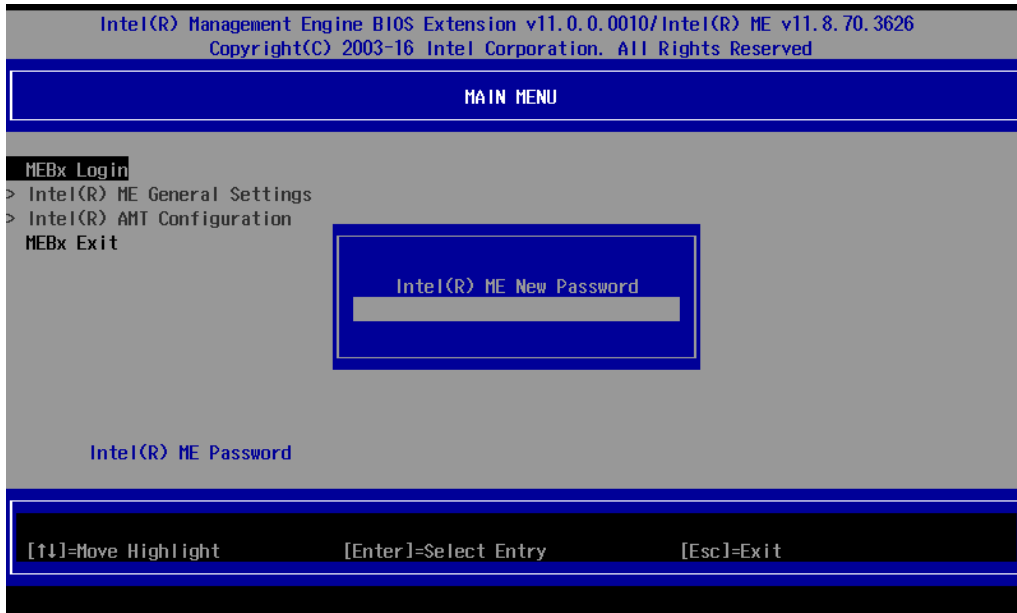 Intel(R) Management Engine BIOS Extension v11.0.0.0010/Intel(R) ME v11.8.70.3626
Copyright(C) 2003-16 Intel Corporation. All Rights Reserved
MAIN MENU
MEBx Login
> Intel(R) ME General Settings
> Intel(R) AMT Configuration
MEBx Exit
Intel(R) ME New Password
Intel(R) ME Password
[↑↓]=Move Highlight [Enter]=Select Entry [Esc]=Exit